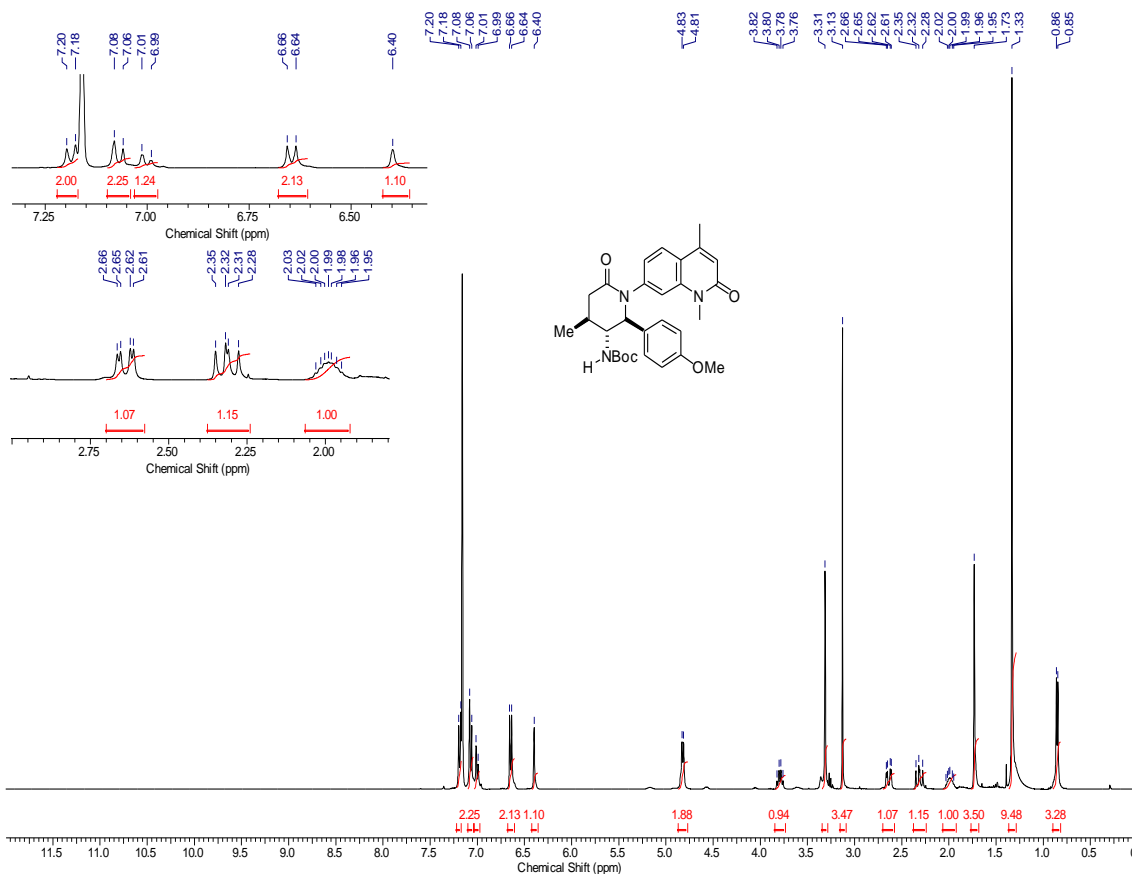 7.20 7.18 7.08 7.06 7.01 6.99 6.66 6.64 6.40
7.20 7.18 7.08 7.06 7.01 6.99 6.66 6.64 6.40 4.83 4.81 3.82 3.80 3.78 3.76 3.31 3.13 2.66 2.65 2.62 2.61 2.35 2.32 2.28 2.02 2.00 1.99 1.96 1.95 1.73 1.33 0.86 0.85
2.00 2.25 1.24 2.13 1.10
7.25 7.00 6.75 6.50
Chemical Shift (ppm)
2.66 2.65 2.62 2.61 2.35 2.32 2.31 2.28 2.03 2.02 2.00 1.99 1.98 1.96 1.95
1.07 1.15 1.00
2.75 2.50 2.25 2.00
Chemical Shift (ppm)
O
N
N
O
Me
HN
N
H
Boc
OMe
2.25 2.13 1.10 1.88 0.94 3.47 1.07 1.15 1.00 3.50 9.48 3.28
11.5 11.0 10.5 10.0 9.5 9.0 8.5 8.0 7.5 7.0 6.5 6.0 5.5 5.0 4.5 4.0 3.5 3.0 2.5 2.0 1.5 1.0 0.5 0
Chemical Shift (ppm)